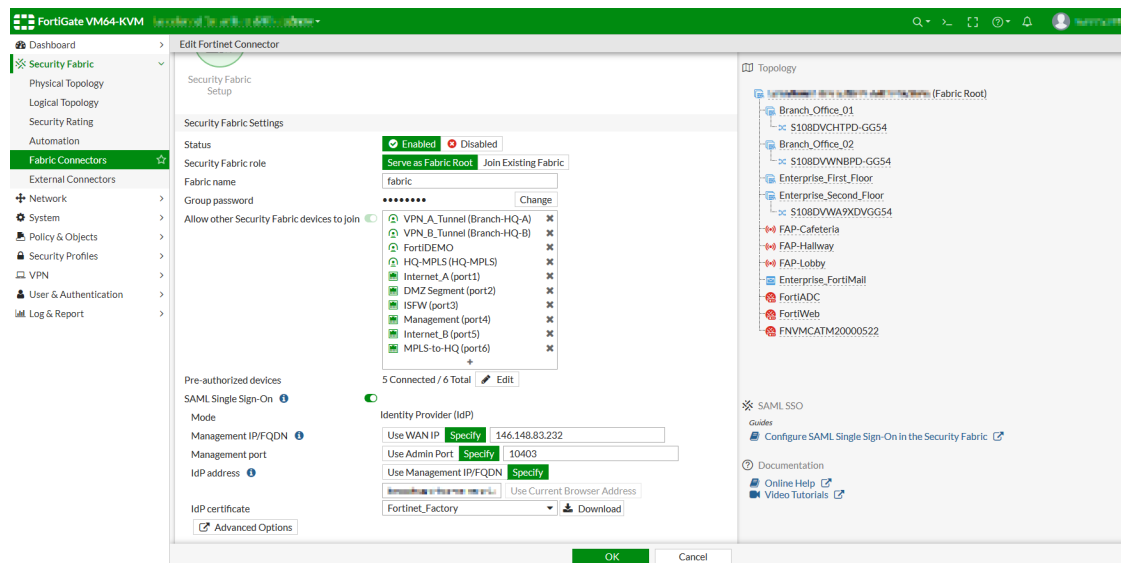 FortiGate VM64-KVM
Dashboard
Security Fabric
Physical Topology
Logical Topology
Security Rating
Automation
Fabric Connectors
External Connectors
Network
System
Policy & Objects
Security Profiles
VPN
User & Authentication
Log & Report
Edit Fortinet Connector
Security Fabric
Setup
Security Fabric Settings
Status Enabled Disabled
Security Fabric role Serve as Fabric Root Join Existing Fabric
Fabric name fabric
Group password •••••••• Change
Allow other Security Fabric devices to join
VPN_A_Tunnel (Branch-HQ-A)
VPN_B_Tunnel (Branch-HQ-B)
FortiDEMO
HQ-MPLS (HQ-MPLS)
Internet_A (port1)
DMZ Segment (port2)
ISFW (port3)
Management (port4)
Internet_B (port5)
MPLS-to-HQ (port6)
+
Pre-authorized devices 5 Connected / 6 Total Edit
SAML Single Sign-On
Mode Identity Provider (IdP)
Management IP/FQDN Use WAN IP Specify 146.148.83.232
Management port Use Admin Port Specify 10403
IdP address Use Management IP/FQDN Specify
Use Current Browser Address
IdP certificate Fortinet_Factory Download
Advanced Options
OK Cancel
Topology
(Fabric Root)
Branch_Office_01
S108DVCHTPD-GG54
Branch_Office_02
S108DVWNBPD-GG54
Enterprise_First_Floor
Enterprise_Second_Floor
S108DVWA9XDVGG54
FAP-Cafeteria
FAP-Hallway
FAP-Lobby
Enterprise_FortiMail
FortiADC
FortiWeb
FNVMCATM20000522
SAML SSO
Guides
Configure SAML Single Sign-On in the Security Fabric
Documentation
Online Help
Video Tutorials